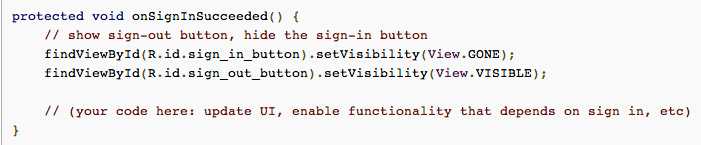 protected void onSignInSucceeded() {
    // show sign-out button, hide the sign-in button
    findViewById(R.id.sign_in_button).setVisibility(View.GONE);
    findViewById(R.id.sign_out_button).setVisibility(View.VISIBLE);

    // (your code here: update UI, enable functionality that depends on sign in, etc)
}